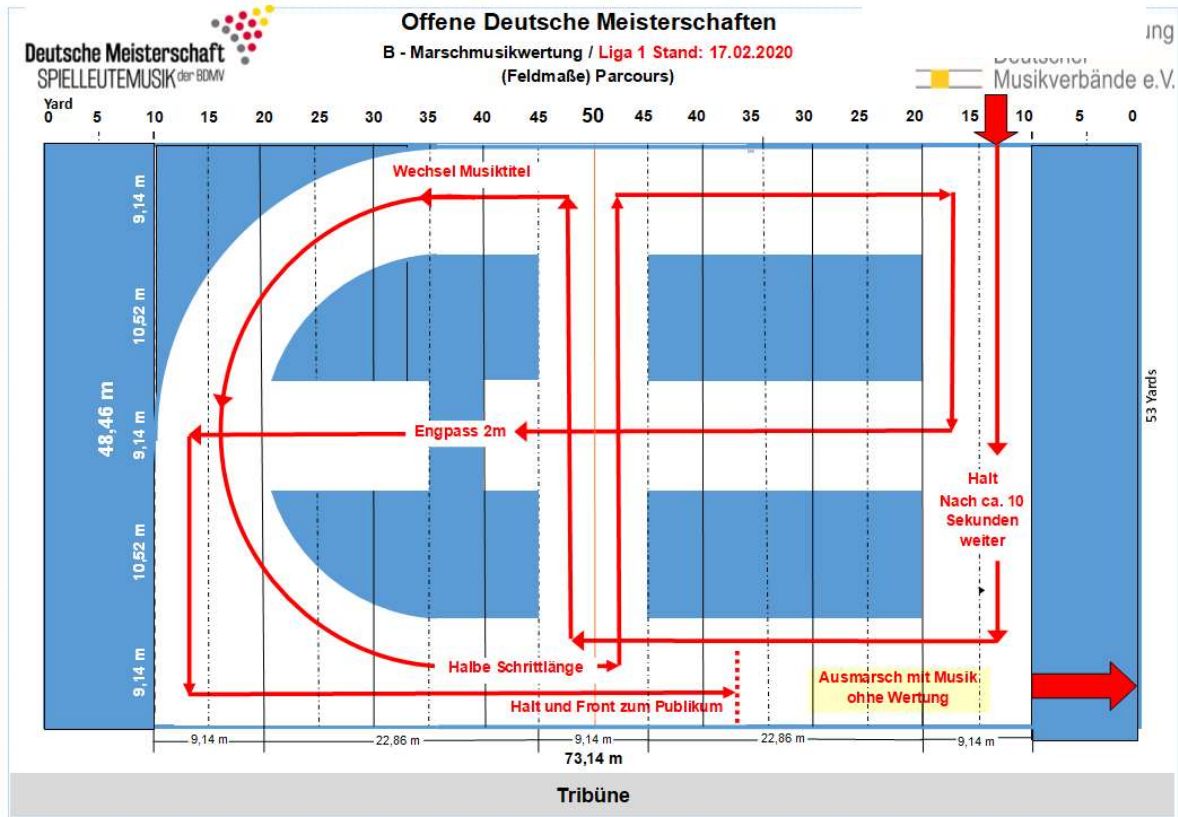 Offene Deutsche Meisterschaften
B - Marschmusikwertung / Liga 1 Stand: 17.02.2020
(Feldmaße) Parcours)
Deutsche Meisterschaft
SPIELLEUTEMUSIK der BDMV
ung
Deutscher
Musikverbände e.V.
Yard
0 5 10 20 30 35 40 45 50 45 40 35 30 25 20 15 10 5 0
Wechsel Musiktitel
9,14 m
10,52 m
48,46 m
9,14 m
10,52 m
9,14 m
53 Yards
Engpass 2m
Halt
Nach ca. 10
Sekunden
weiter
Halbe Schrittlänge
Halt und Front zum Publikum
Ausmarsch mit Musik
ohne Wertung
9,14 m 22,86 m 9,14 m 22,86 m 9,14 m
73,14 m
Tribüne